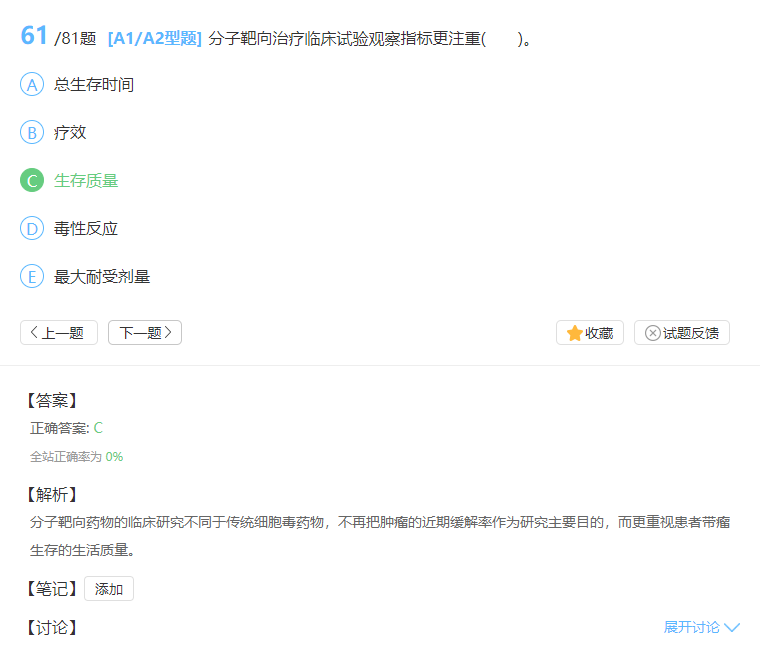 61 /81题 [A1/A2型题] 分子靶向治疗临床试验观察指标更注重( )。
A 总生存时间
B 疗效
C 生存质量
D 毒性反应
E 最大耐受剂量
上一题 下一题 收藏 试题反馈
【答案】
正确答案: C
全站正确率为 0%
【解析】
分子靶向药物的临床研究不同于传统细胞毒药物，不再把肿瘤的近期缓解率作为研究主要目的，而更重视患者带瘤
生存的生活质量。
【笔记】 添加
【讨论】 展开讨论